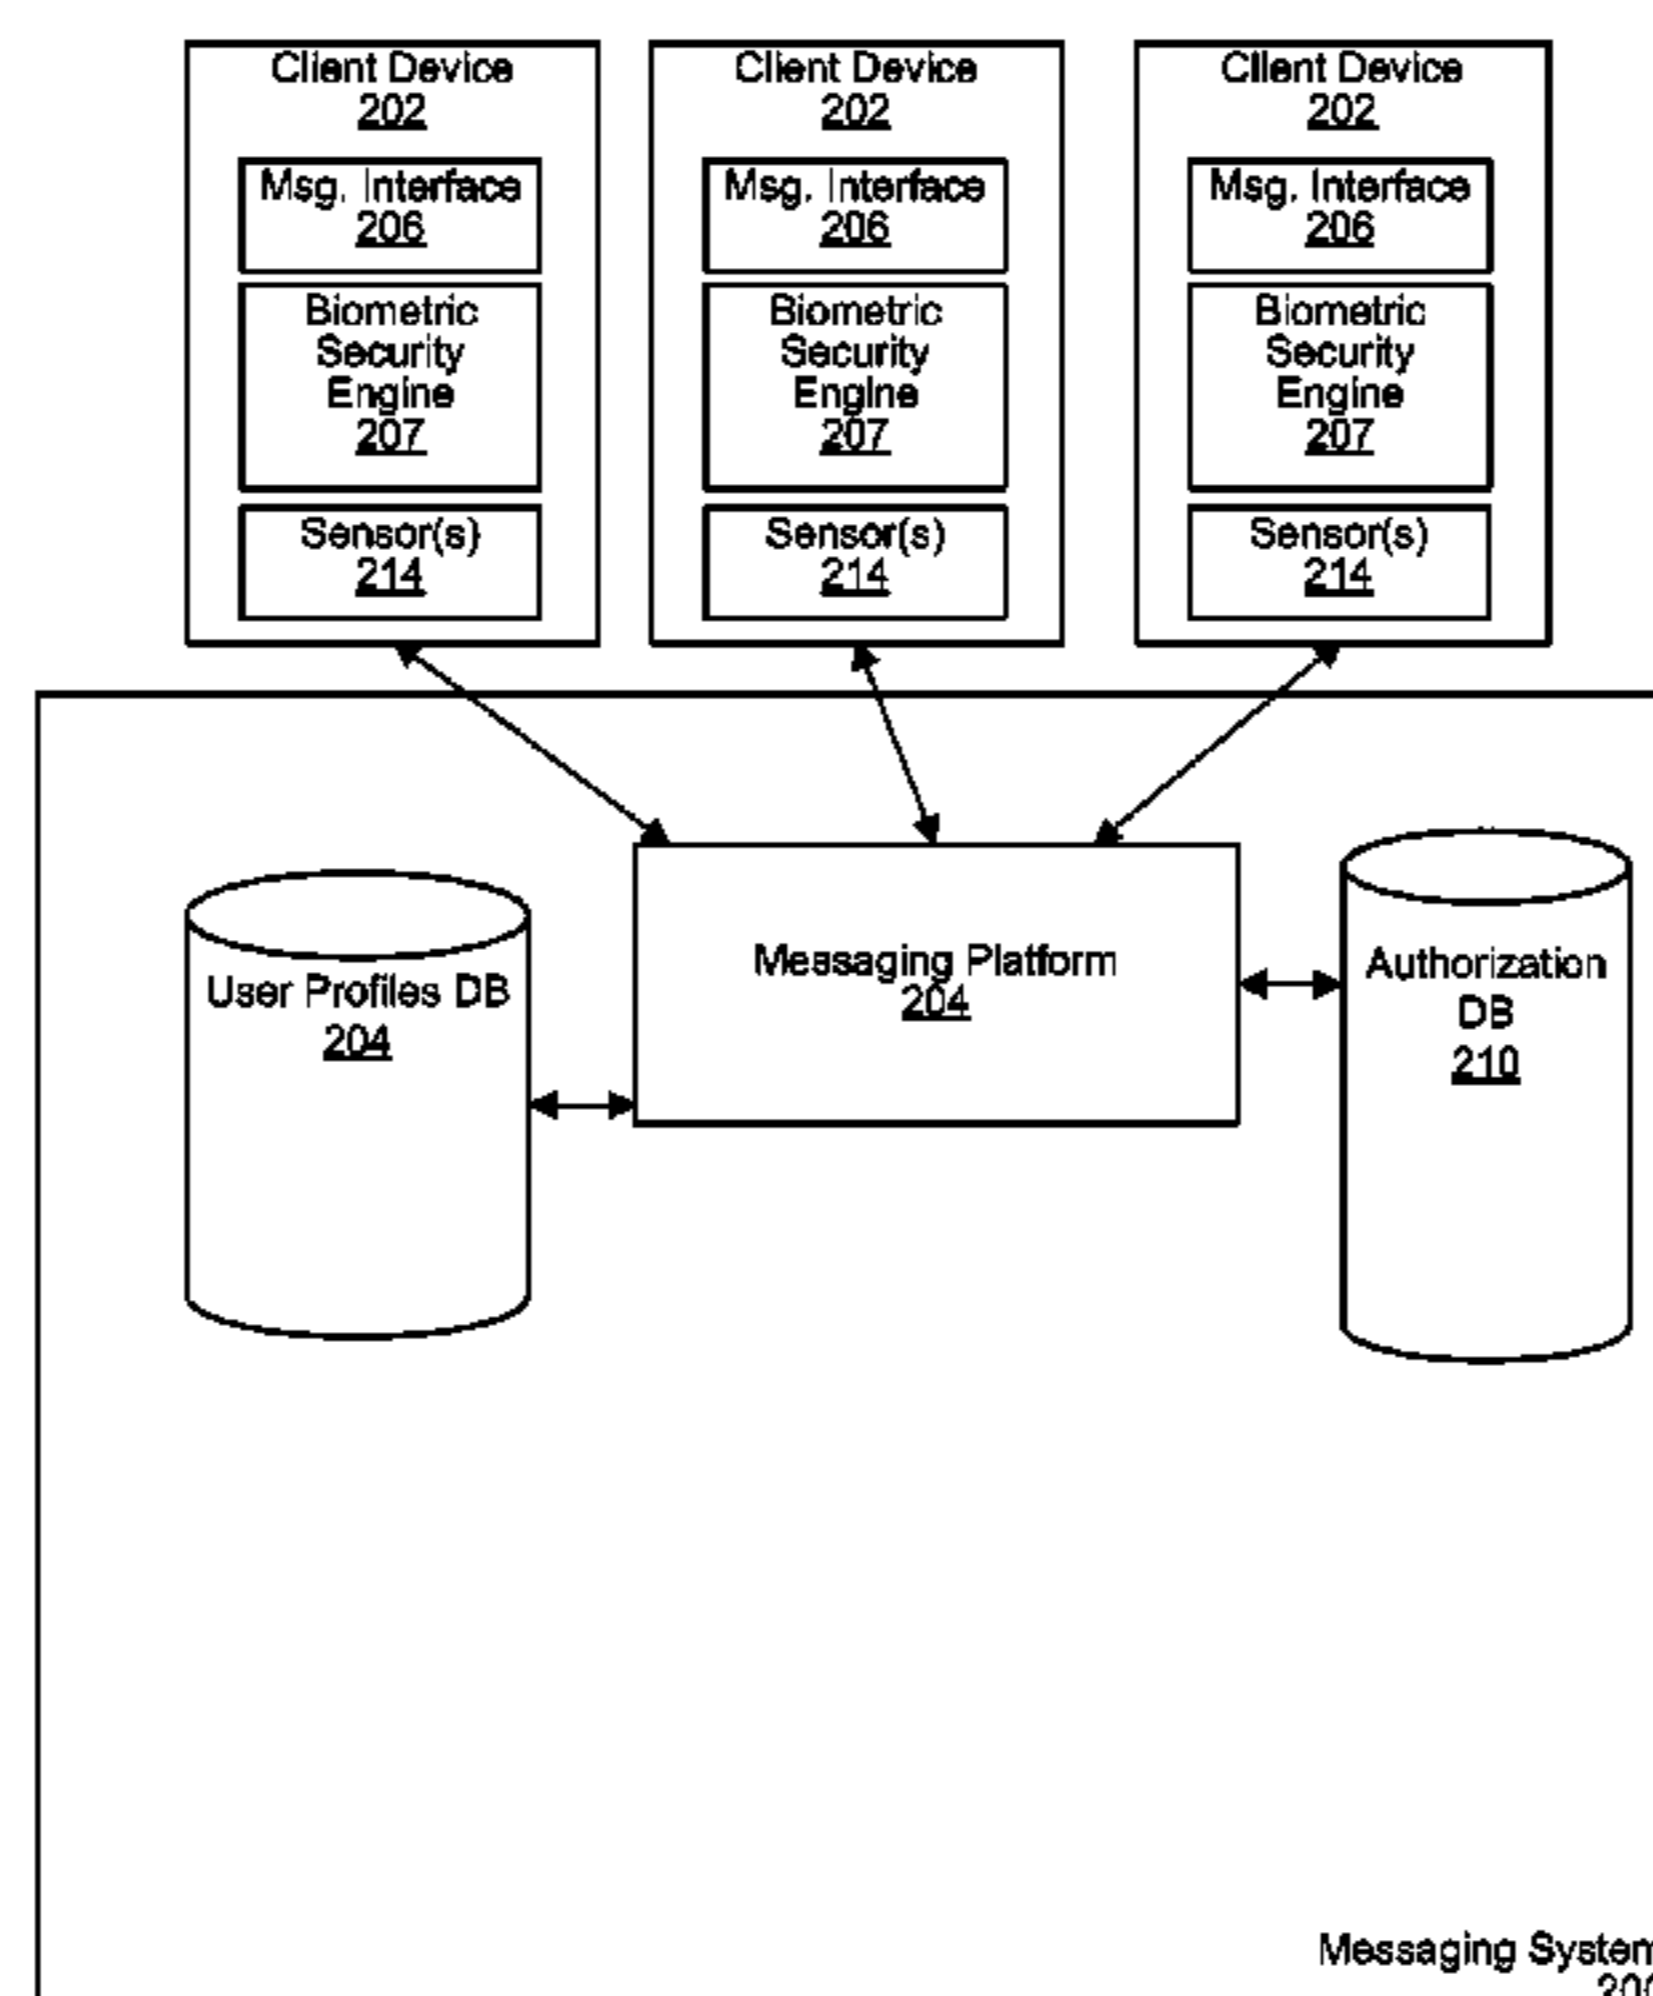 Client Device
202
Msg. Interface
206
Biometric
Security
Engine
207
Sensor(s)
214
Client Device
202
Msg. Interface
206
Biometric
Security
Engine
207
Sensor(s)
214
Client Device
202
Msg. Interface
206
Biometric
Security
Engine
207
Sensor(s)
214
User Profiles DB
204
Messaging Platform
204
Authorization
DB
210
Messaging